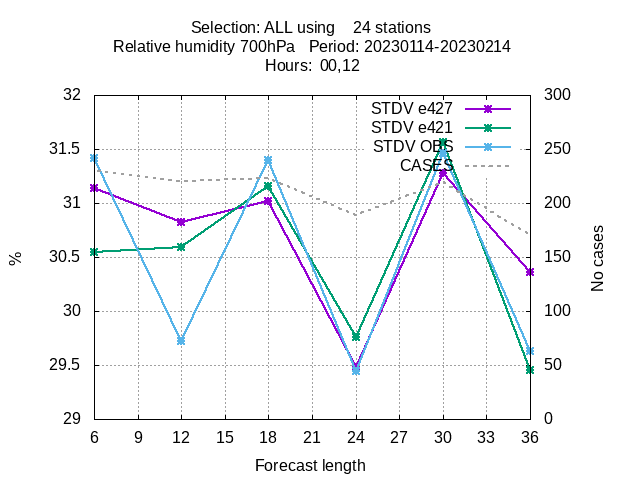 Selection: ALL using    24 stations
Relative humidity 700hPa   Period: 20230114-20230214
Hours:  00,12
STDV e427
STDV e421
STDV OBS
CASES
32
31.5
31
30.5
30
29.5
29
300
250
200
150
100
50
0
%
No cases
6 9 12 15 18 21 24 27 30 33 36
Forecast length